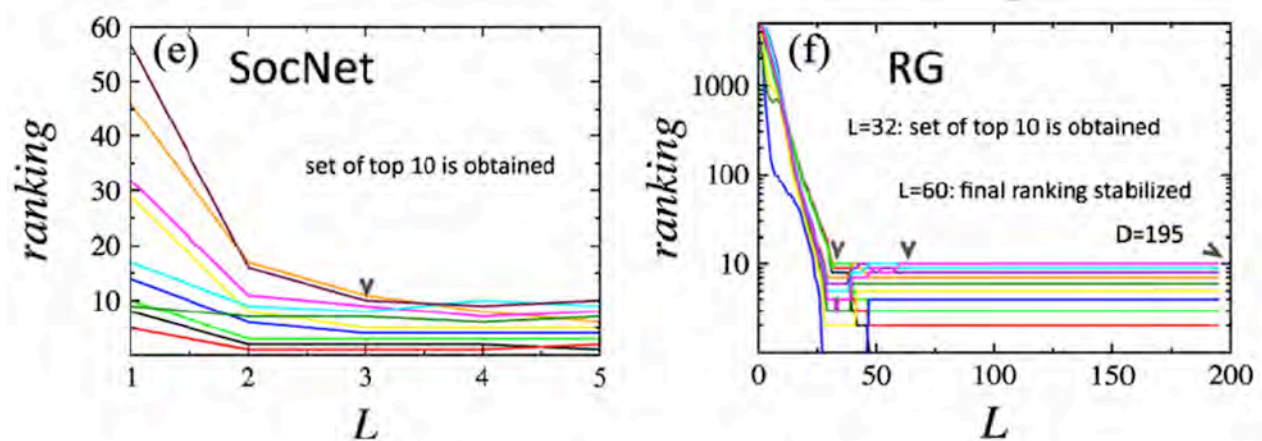 (e) SocNet
60
50
40
30
20
10
ranking
set of top 10 is obtained
1 2 3 4 5
L
(f) RG
1000
100
10
ranking
L=32: set of top 10 is obtained
L=60: final ranking stabilized
D=195
0 50 100 150 200
L